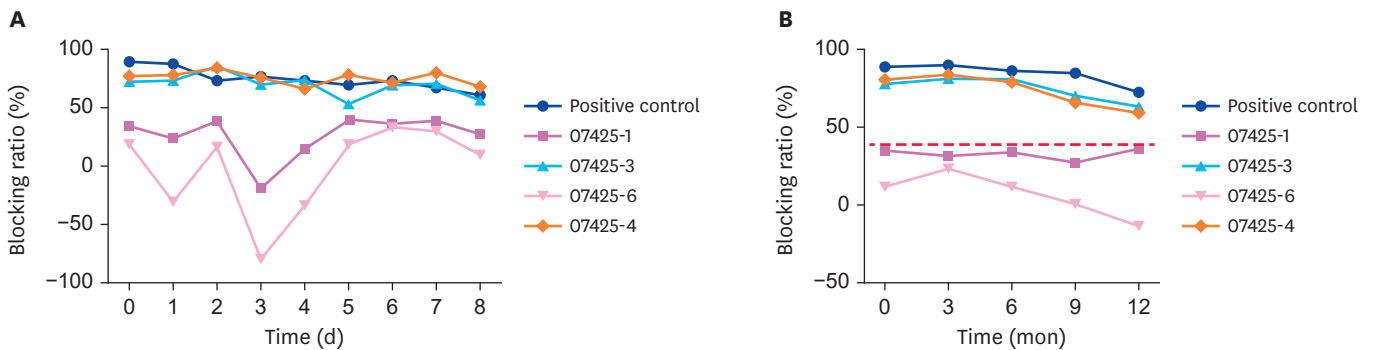 A
Blocking ratio (%)
100
50
0
−50
−100
0 1 2 3 4 5 6 7 8
Time (d)
Positive control
07425-1
07425-3
07425-6
07425-4
B
Blocking ratio (%)
100
50
0
−50
0 3 6 9 12
Time (mon)
Positive control
07425-1
07425-3
07425-6
07425-4